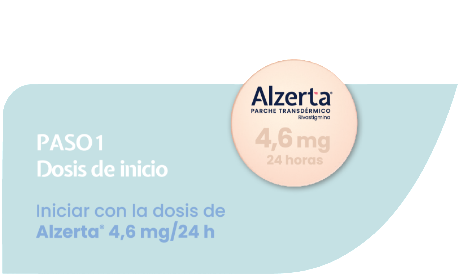 Alzerta®
PARCHE TRANSDÉRMICO
Rivastigmina
4,6 mg
24 horas
PASO 1
Dosis de inicio
Iniciar con la dosis de
Alzerta® 4,6 mg/24 h